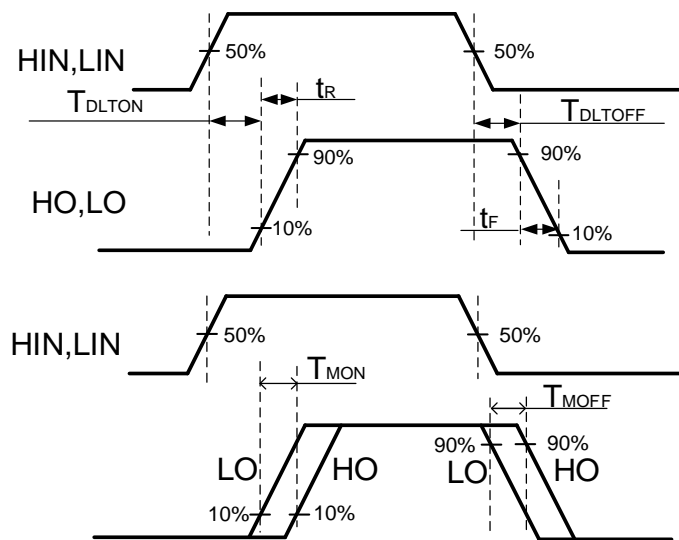 HIN,LIN
50%
50%
TDLTON
tR
TDLTOFF
90%
90%
HO,LO
10%
tF
10%
HIN,LIN
50%
50%
TMON
TMOFF
LO
HO
90%
LO
90%
HO
10%
10%